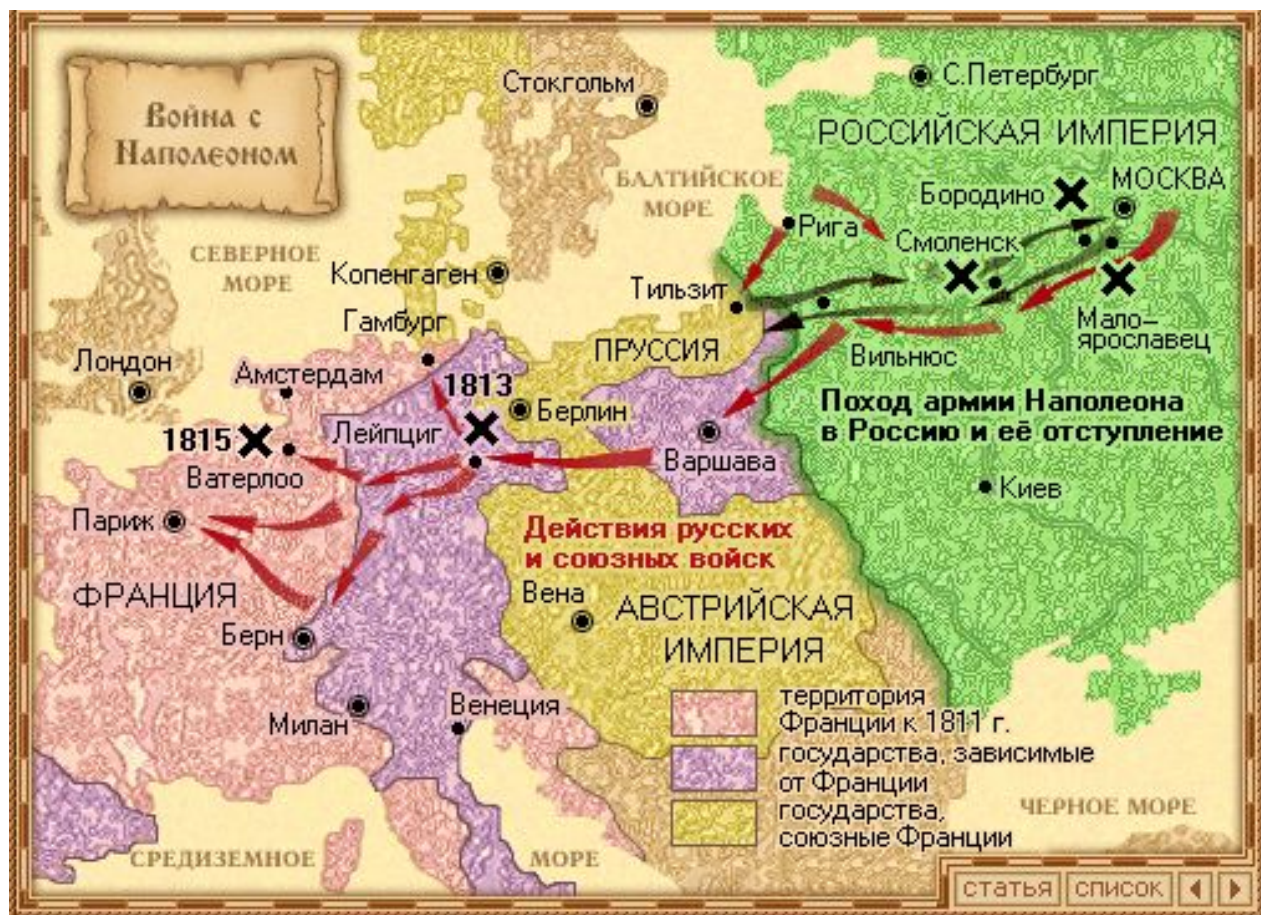 Война с
Наполеоном
Стокгольм
С.Петербург
РОССИЙСКАЯ ИМПЕРИЯ
БАЛТИЙСКОЕ
МОРЕ
Бородино
МОСКВА
СЕВЕРНОЕ
МОРЕ
Рига
Смоленск
Копенгаген
Тильзит
Гамбург
Мало–
ярославец
ПРУССИЯ
Вильнюс
Лондон
Амстердам
1813
Берлин
Поход армии Наполеона
в Россию и её отступление
1815
Лейпциг
Ватерлоо
Варшава
Киев
Париж
Действия русских
и союзных войск
ФРАНЦИЯ
Вена
АВСТРИЙСКАЯ
ИМПЕРИЯ
Берн
Милан
Венеция
территория
Франции к 1811 г.
государства, зависимые
от Франции
государства,
союзные Франции
ЧЕРНОЕ МОРЕ
СРЕДИЗЕМНОЕ
МОРЕ
статья
список